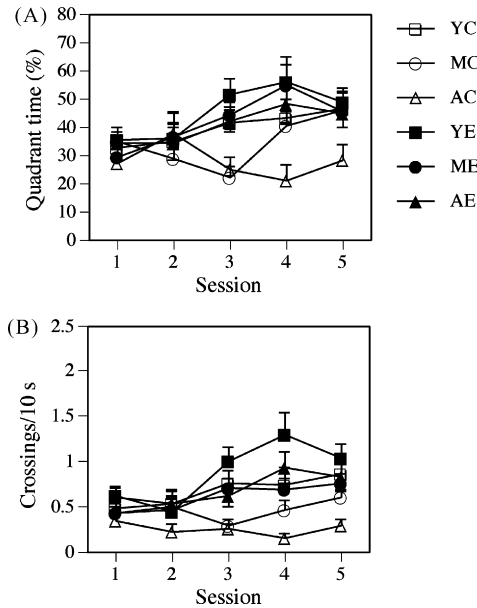 (A)
Quadrant time (%)
80
70
60
50
40
30
20
10
0
1 2 3 4 5
Session
YC
MC
AC
YE
ME
AE
(B)
Crossings/10 s
2.5
2
1.5
1
0.5
0
1 2 3 4 5
Session